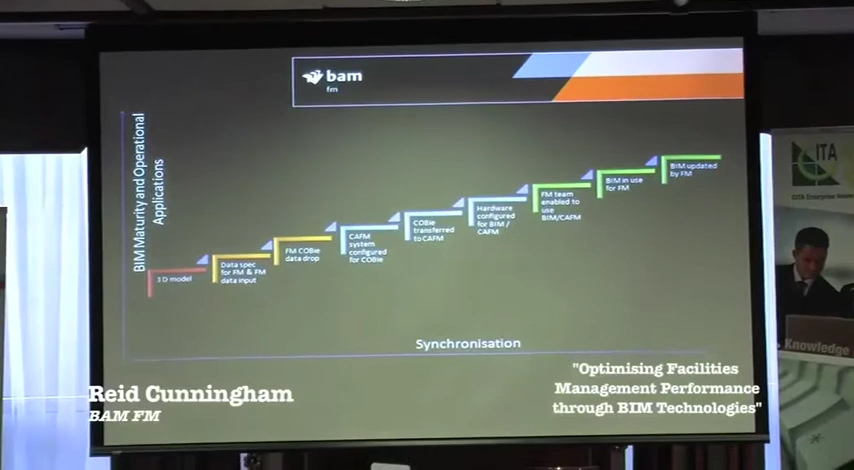 bam
fm
BIM Maturity and Operational
Applications
3D model
Data spec
for FM & FM
data input
FM COBie
data drop
CAFM
system
configured
for COBie
COBie
transferred
to CAFM
Hardware
configured
for BIM /
CAFM
FM team
enabled to
use
BIM/CAFM
BIM in use
for FM
BIM updated
by FM
Synchronisation
Reid Cunningham
BAM FM
"Optimising Facilities
Management Performance
through BIM Technologies"
CITA
Knowledge